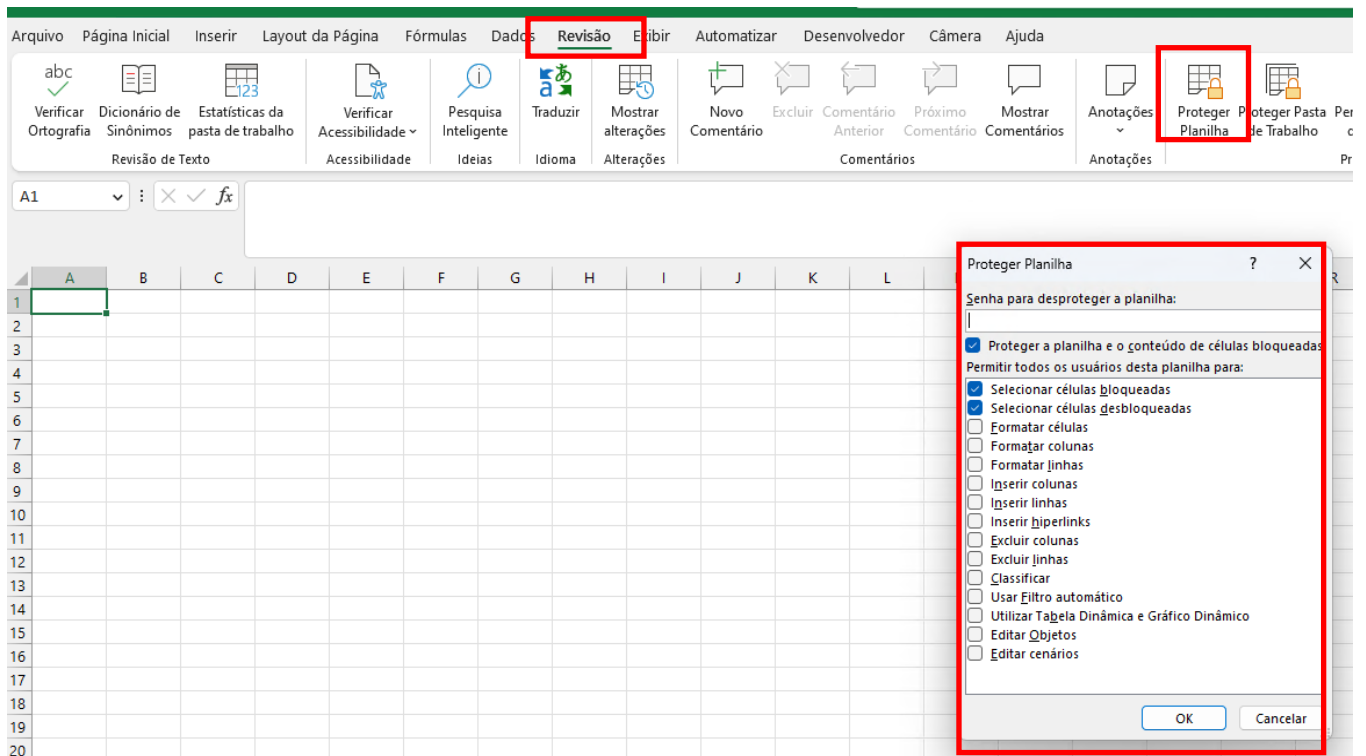 Arquivo Página Inicial Inserir Layout da Página Fórmulas Dados Revisão Exibir Automatizar Desenvolvedor Câmera Ajuda
abc
Verificar Ortografia
Dicionário de Sinônimos
123
Estatísticas da pasta de trabalho
Verificar Acessibilidade
Pesquisa Inteligente
Traduzir
Mostrar alterações
Novo Comentário
Excluir
Comentário Anterior
Próximo Comentário
Mostrar Comentários
Anotações
Proteger Planilha
Proteger Pasta de Trabalho
Per
Revisão de Texto Acessibilidade Ideias Idioma Alterações Comentários Anotações Pr
A1 fx
A B C D E F G H I J K L R
1
2
3
4
5
6
7
8
9
10
11
12
13
14
15
16
17
18
19
20
Proteger Planilha ?
Senha para desproteger a planilha:
Proteger a planilha e o conteúdo de células bloqueadas
Permitir todos os usuários desta planilha para:
Selecionar células bloqueadas
Selecionar células desbloqueadas
Formatar células
Formatar colunas
Formatar linhas
Inserir colunas
Inserir linhas
Inserir hiperlinks
Excluir colunas
Excluir linhas
Classificar
Usar Filtro automático
Utilizar Tabela Dinâmica e Gráfico Dinâmico
Editar Objetos
Editar cenários
OK Cancelar